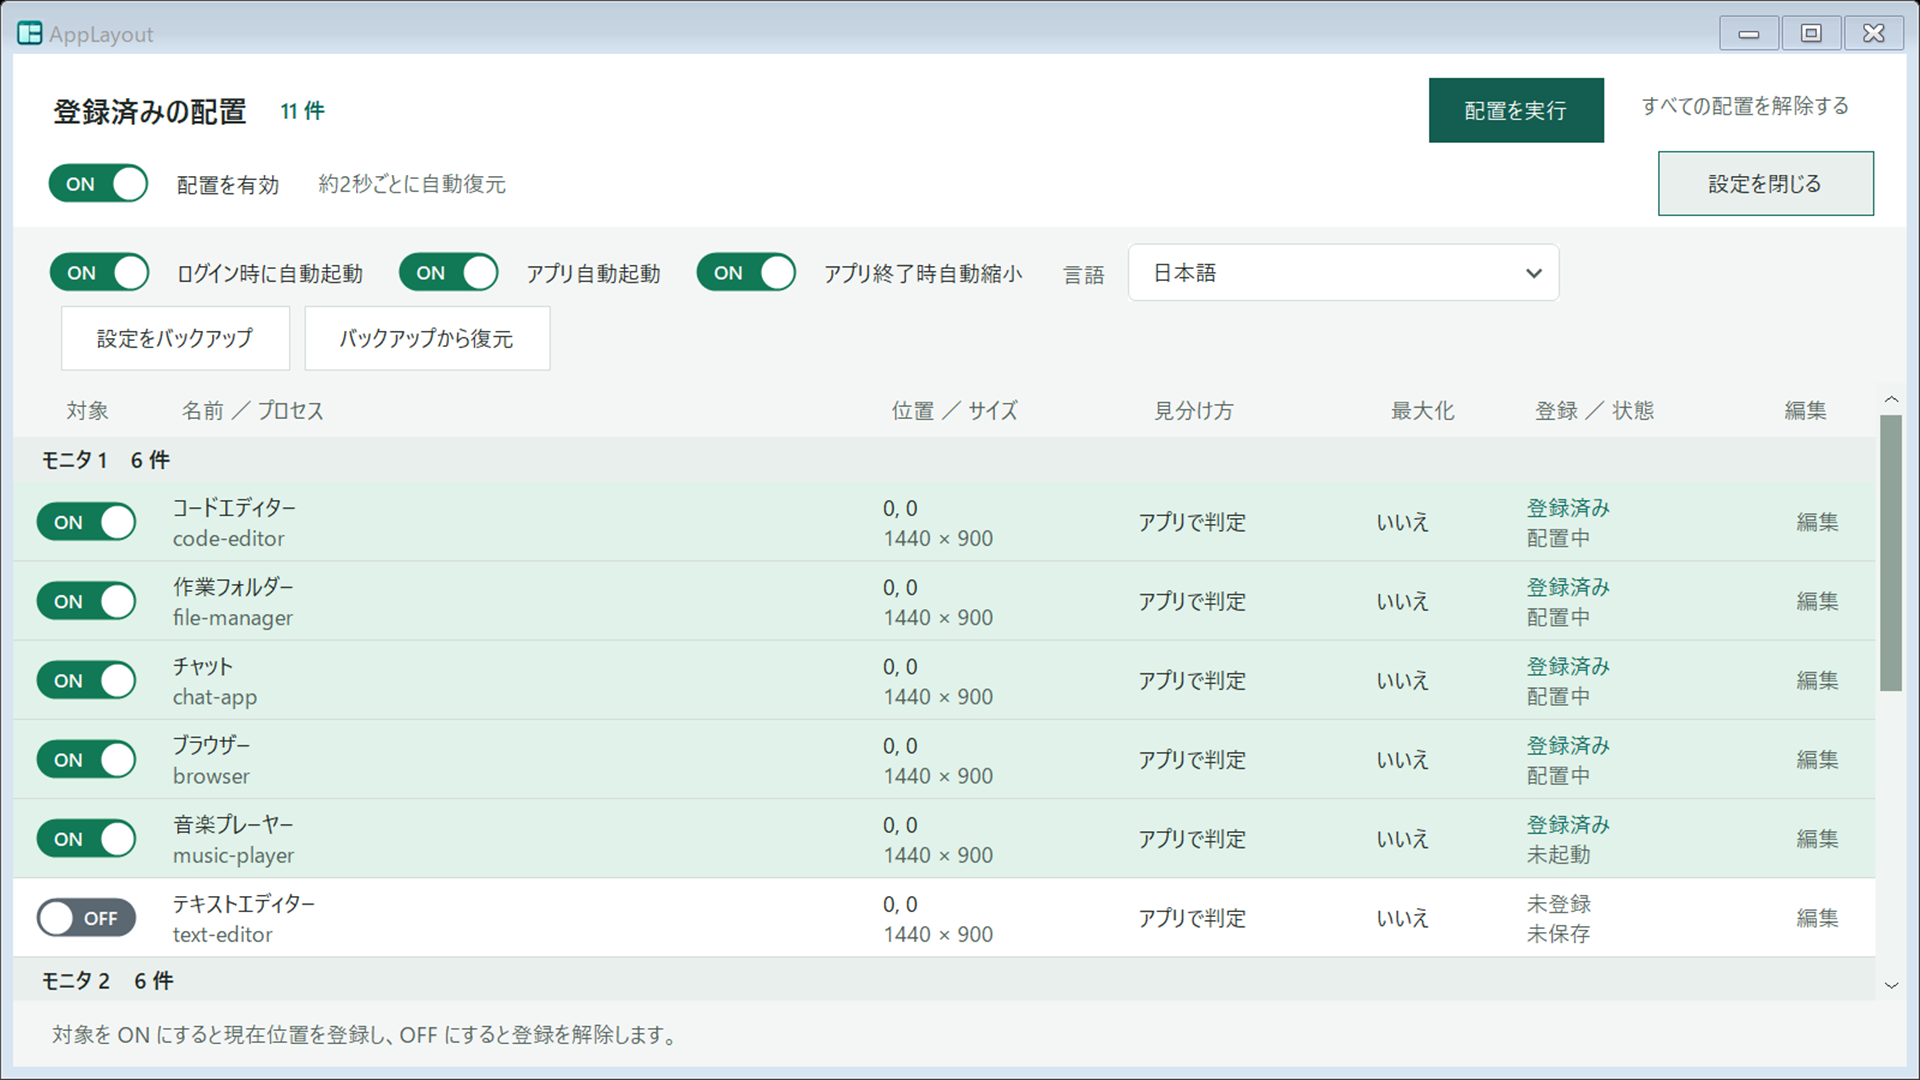 AppLayout
登録済みの配置 11 件
配置を実行
すべての配置を解除する
ON 配置を有効 約2秒ごとに自動復元
設定を閉じる
ON ログイン時に自動起動 ON アプリ自動起動 ON アプリ終了時自動縮小 言語 日本語
設定をバックアップ バックアップから復元
対象 名前 ／ プロセス 位置 ／ サイズ 見分け方 最大化 登録 ／ 状態 編集
モニタ 1 6 件
ON コードエディター 0, 0 アプリで判定 いいえ 登録済み 編集
code-editor 1440 × 900 配置中
ON 作業フォルダー 0, 0 アプリで判定 いいえ 登録済み 編集
file-manager 1440 × 900 配置中
ON チャット 0, 0 アプリで判定 いいえ 登録済み 編集
chat-app 1440 × 900 配置中
ON ブラウザー 0, 0 アプリで判定 いいえ 登録済み 編集
browser 1440 × 900 配置中
ON 音楽プレーヤー 0, 0 アプリで判定 いいえ 登録済み 編集
music-player 1440 × 900 未起動
OFF テキストエディター 0, 0 アプリで判定 いいえ 未登録 編集
text-editor 1440 × 900 未保存
モニタ 2 6 件
対象を ON にすると現在位置を登録し、OFF にすると登録を解除します。